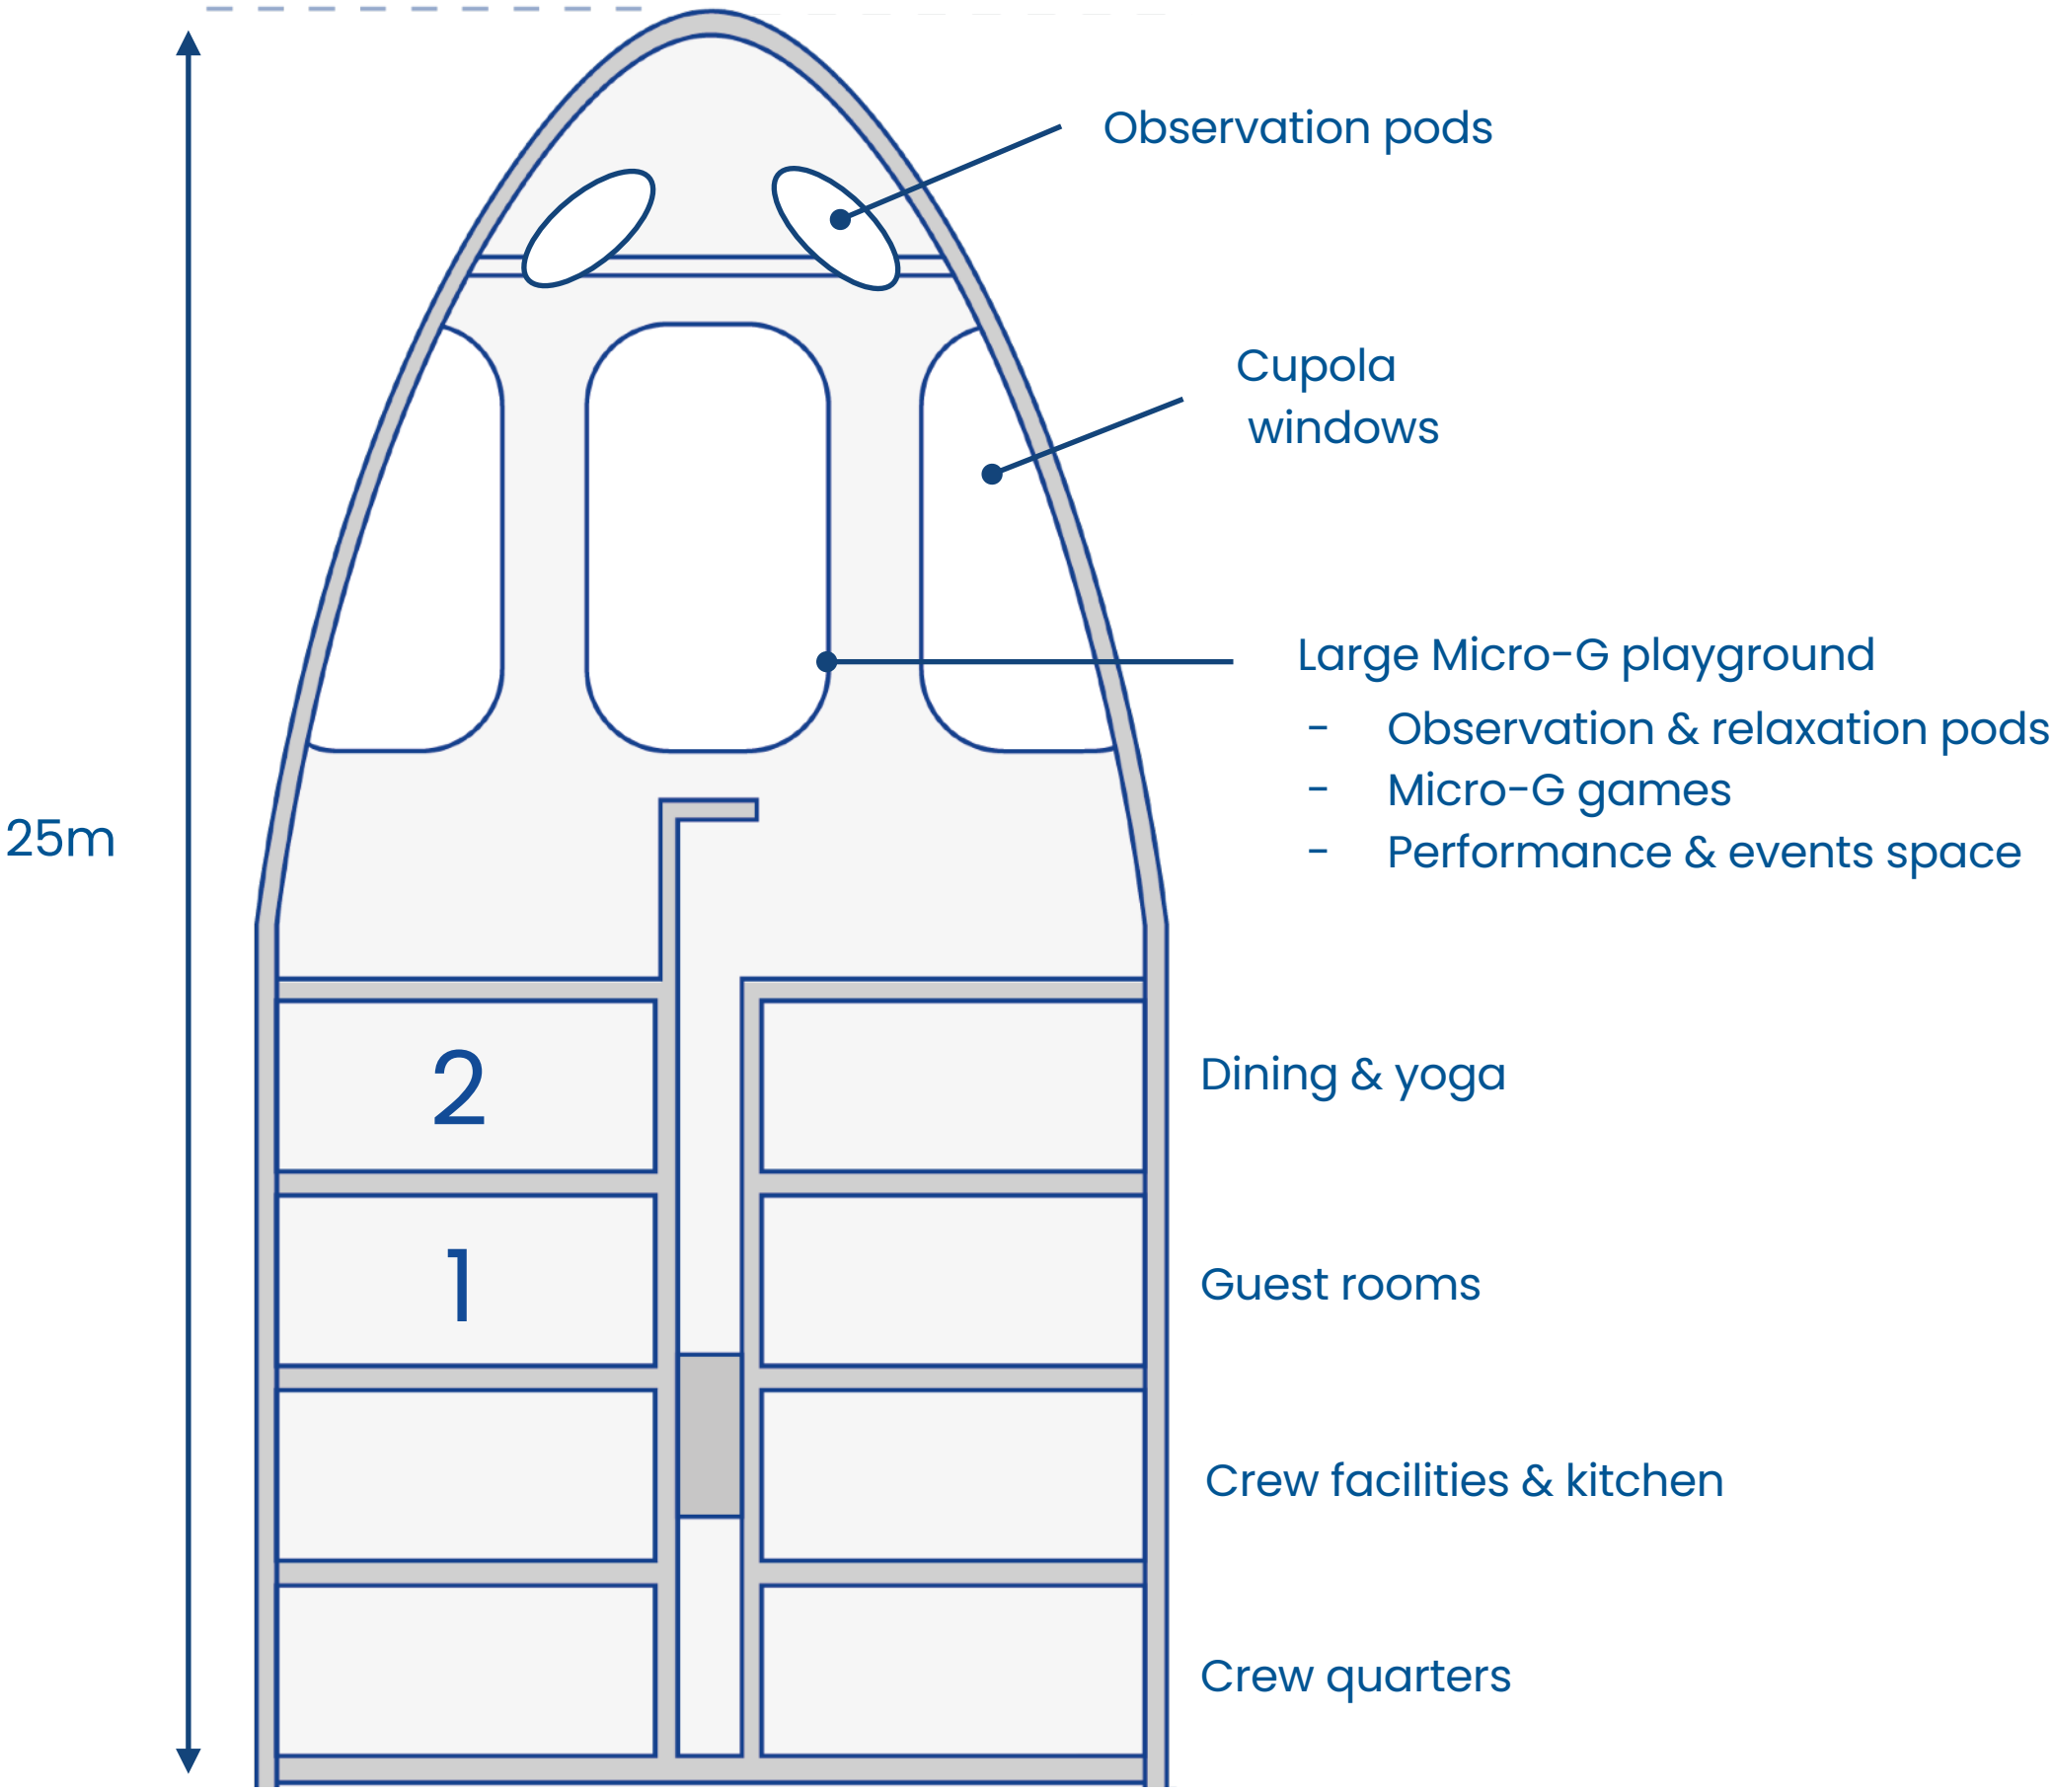 Observation pods
Cupola
windows
Large Micro-G playground
- Observation & relaxation pods
- Micro-G games
- Performance & events space
25m
2
Dining & yoga
1
Guest rooms
Crew facilities & kitchen
Crew quarters